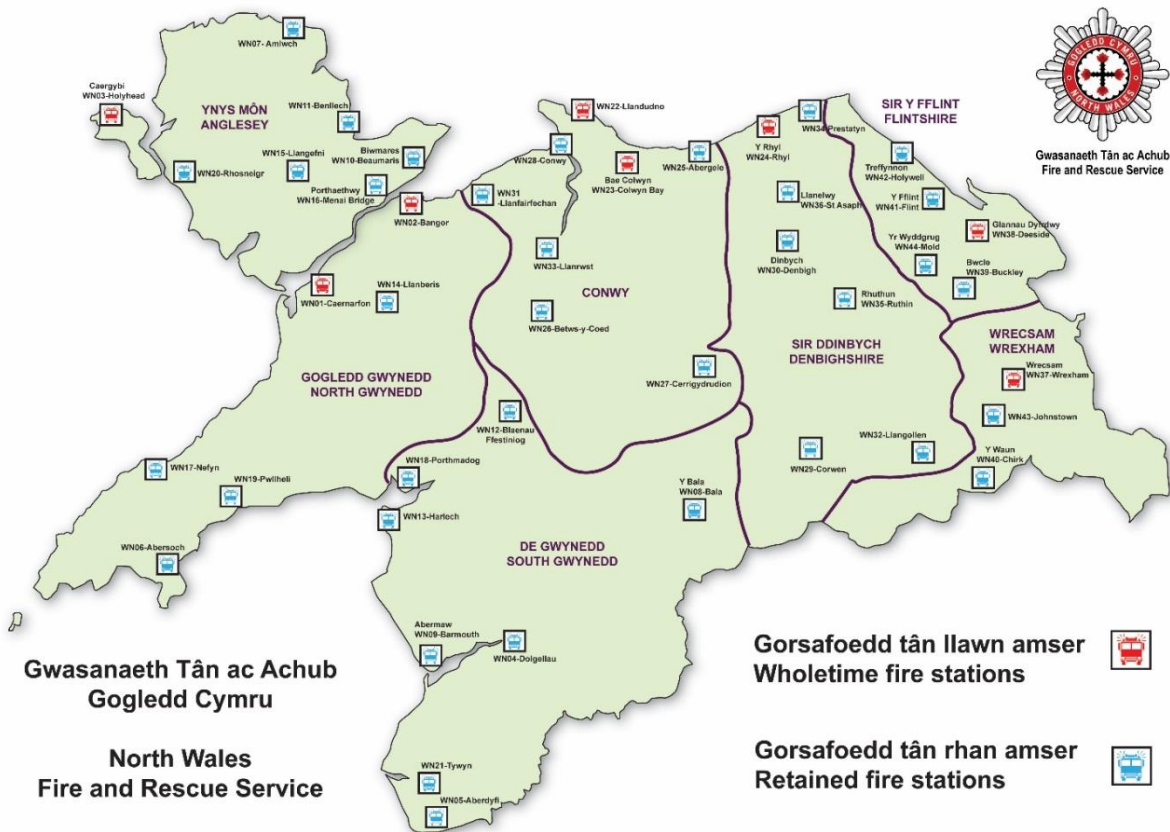 WN07-Amlwch
Caergybi
WN03-Holyhead
YNYS MÔN
ANGLESEY
WN11-Benllech
WN15-Llangefni
Biwmares
WN10-Beaumaris
WN20-Rhosneigr
Porthaethwy
WN16-Menai Bridge
WN02-Bangor
WN01-Caernarfon
WN14-Llanberis
GOGLEDD GWYNEDD
NORTH GWYNEDD
WN17-Nefyn
WN19-Pwllheli
WN06-Abersoch
WN22-Llandudno
WN28-Conwy
Bae Colwyn
WN23-Colwyn Bay
WN25-Abergele
WN31
-Llanfairfechan
WN33-Llanrwst
CONWY
WN26-Betws-y-Coed
WN27-Cerrigydrudion
WN12-Blaenau
Ffestiniog
WN18-Porthmadog
WN13-Harlech
Y Bala
WN08-Bala
DE GWYNEDD
SOUTH GWYNEDD
Abermaw
WN09-Barmouth
WN04-Dolgellau
WN21-Tywyn
WN05-Aberdyfi
Y Rhyl
WN24-Rhyl
WN34-Prestatyn
Llanelwy
WN36-St Asaph
Dinbych
WN30-Denbigh
Rhuthun
WN35-Ruthin
SIR DDINBYCH
DENBIGHSHIRE
WN32-Llangollen
WN29-Corwen
SIR Y FFLINT
FLINTSHIRE
Treffynnon
WN42-Holywell
Y Fflint
WN41-Flint
Glannau Dyfrdwy
WN38-Deeside
Yr Wyddgrug
WN44-Mold
Bwcle
WN39-Buckley
WRECSAM
WREXHAM
Wrecsam
WN37-Wrexham
WN43-Johnstown
Y Waun
WN40-Chirk
GOGLEDD CYMRU
NORTH WALES
Gwasanaeth Tân ac Achub
Fire and Rescue Service
Gwasanaeth Tân ac Achub
Gogledd Cymru
North Wales
Fire and Rescue Service
Gorsafoedd tân llawn amser
Wholetime fire stations
Gorsafoedd tân rhan amser
Retained fire stations